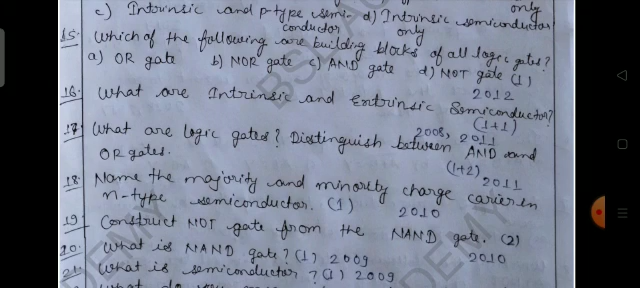 only
c) Intrinsic and p-type semi- d) Intrinsic semiconductor
conductor only
15. Which of the following are building blocks of all logic gates?
a) OR gate b) NOR gate c) AND gate d) NOT gate (1)
2012
16. What are Intrinsic and Extrinsic Semiconductor?
2008, 2011 (1+1)
17. What are logic gates? Distinguish between AND and
OR gates. (1+2)
2011
18. Name the majority and minority charge carier in
n-type semiconductor. (1) 2010
19. Construct NOT gate from the NAND gate. (2)
2010
20. What is NAND gate? (1) 2009
21. What is semiconductor? (1) 2009